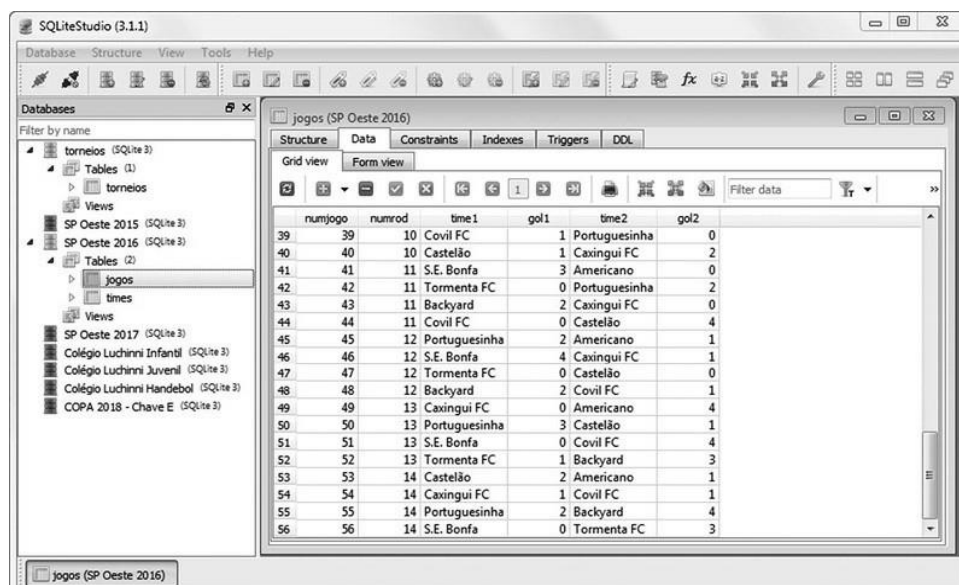 SQLiteStudio (3.1.1)
Database Structure View Tools Help
Databases
Filter by name
torneios (SQLite 3)
Tables (1)
torneios
Views
SP Oeste 2015 (SQLite 3)
SP Oeste 2016 (SQLite 3)
Tables (2)
jogos
times
Views
SP Oeste 2017 (SQLite 3)
Colégio Luchinni Infantil (SQLite 3)
Colégio Luchinni Juvenil (SQLite 3)
Colégio Luchinni Handebol (SQLite 3)
COPA 2018 - Chave E (SQLite 3)
jogos (SP Oeste 2016)
Structure Data Constraints Indexes Triggers DDL
Grid view Form view
1 Filter data
numjogo numrod time1 gol1 time2 gol2
39 39 10 Covil FC 1 Portuguesinha 0
40 40 10 Castelão 1 Caxingui FC 2
41 41 11 S.E. Bonfa 3 Americano 0
42 42 11 Tormenta FC 0 Portuguesinha 2
43 43 11 Backyard 2 Caxingui FC 0
44 44 11 Covil FC 0 Castelão 4
45 45 12 Portuguesinha 2 Americano 1
46 46 12 S.E. Bonfa 4 Caxingui FC 1
47 47 12 Tormenta FC 0 Castelão 0
48 48 12 Backyard 2 Covil FC 1
49 49 13 Caxingui FC 0 Americano 4
50 50 13 Portuguesinha 3 Castelão 1
51 51 13 S.E. Bonfa 0 Covil FC 4
52 52 13 Tormenta FC 1 Backyard 3
53 53 14 Castelão 2 Americano 1
54 54 14 Caxingui FC 1 Covil FC 1
55 55 14 Portuguesinha 2 Backyard 4
56 56 14 S.E. Bonfa 0 Tormenta FC 3
jogos (SP Oeste 2016)